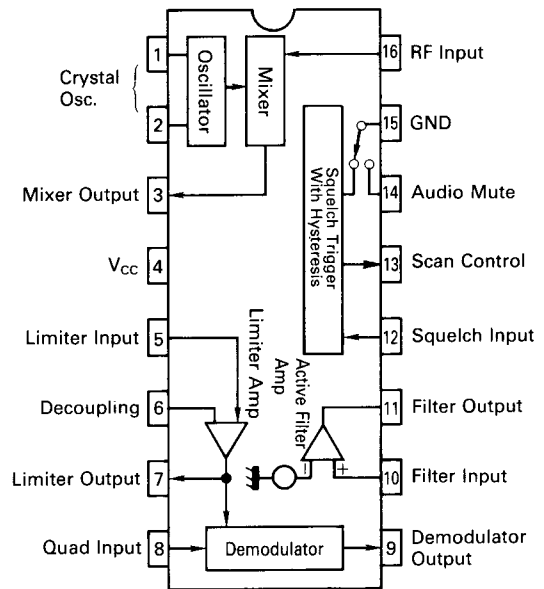 1
Crystal
Osc.
2
Mixer Output
3
VCC
4
Limiter Input
5
Decoupling
6
Limiter Output
7
Quad Input
8
Oscillator
Mixer
Squelch Trigger
With Hysteresis
Limiter Amp
Active Filter
Amp
− +
Demodulator
16
RF Input
15
GND
14
Audio Mute
13
Scan Control
12
Squelch Input
11
Filter Output
10
Filter Input
9
Demodulator
Output